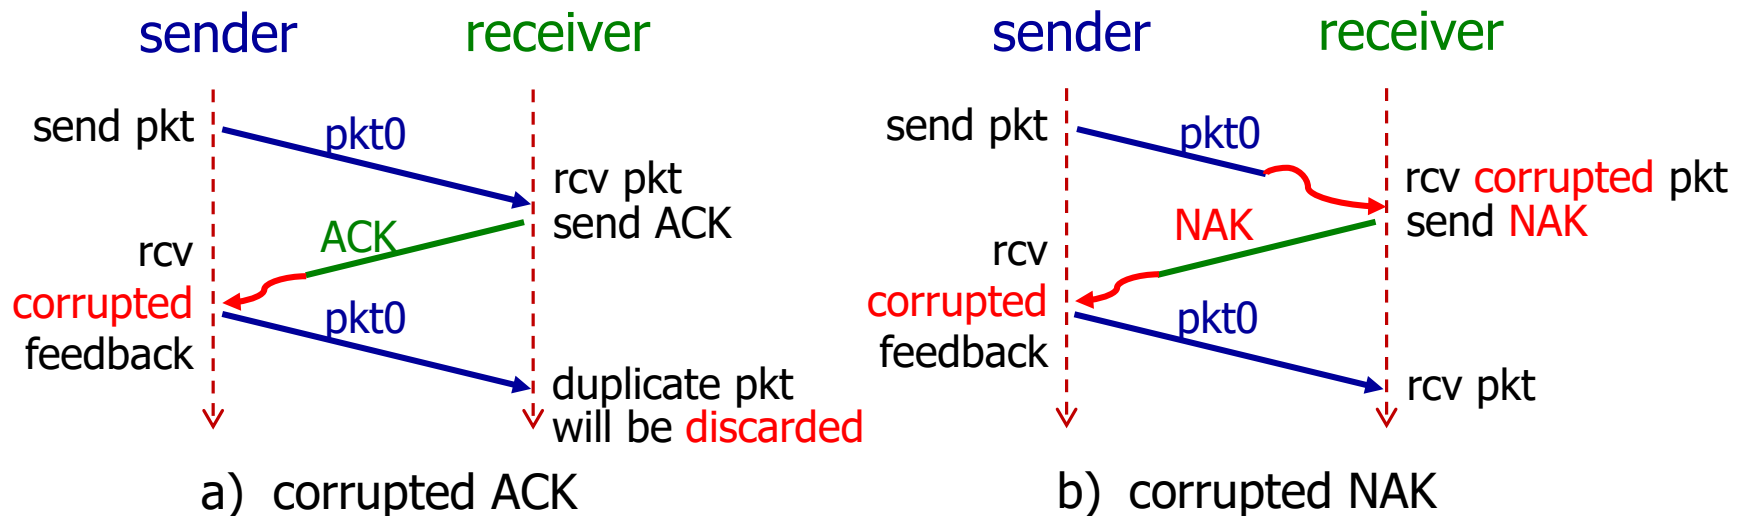 sender
receiver
send pkt
pkt0
rcv pkt
send ACK
ACK
rcv
corrupted
feedback
pkt0
duplicate pkt
will be discarded
a) corrupted ACK
sender
receiver
send pkt
pkt0
rcv corrupted pkt
send NAK
NAK
rcv
corrupted
feedback
pkt0
rcv pkt
b) corrupted NAK